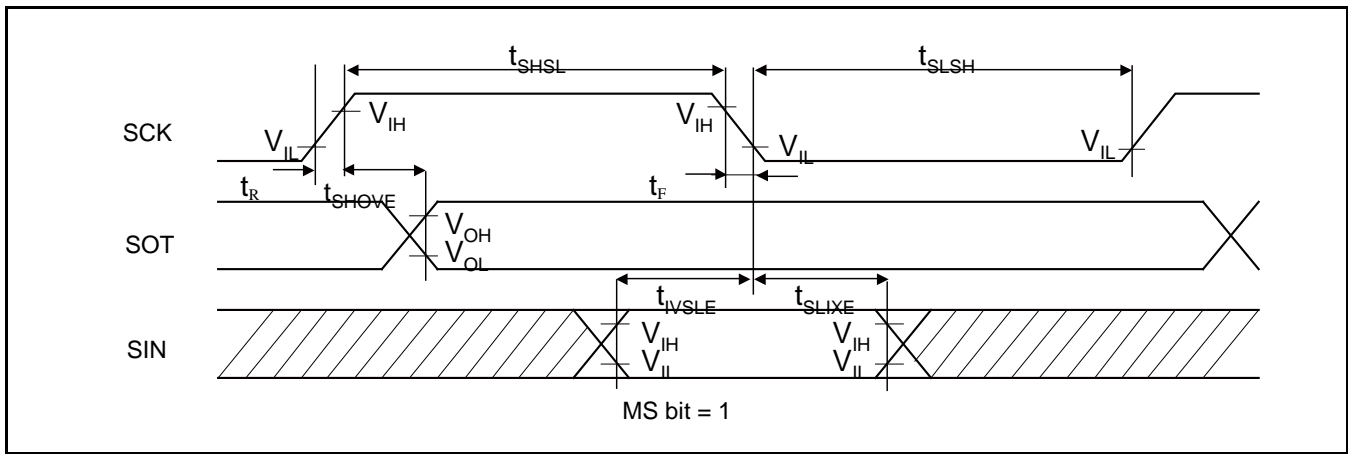 tSHSL
tSLSH
SCK
VIH
VIH
VIL
VIL
VIL
tR
tSHOVE
tF
SOT
VOH
VOL
tIVSLE
tSLIXE
SIN
VIH
VIH
VIL
VIL
MS bit = 1